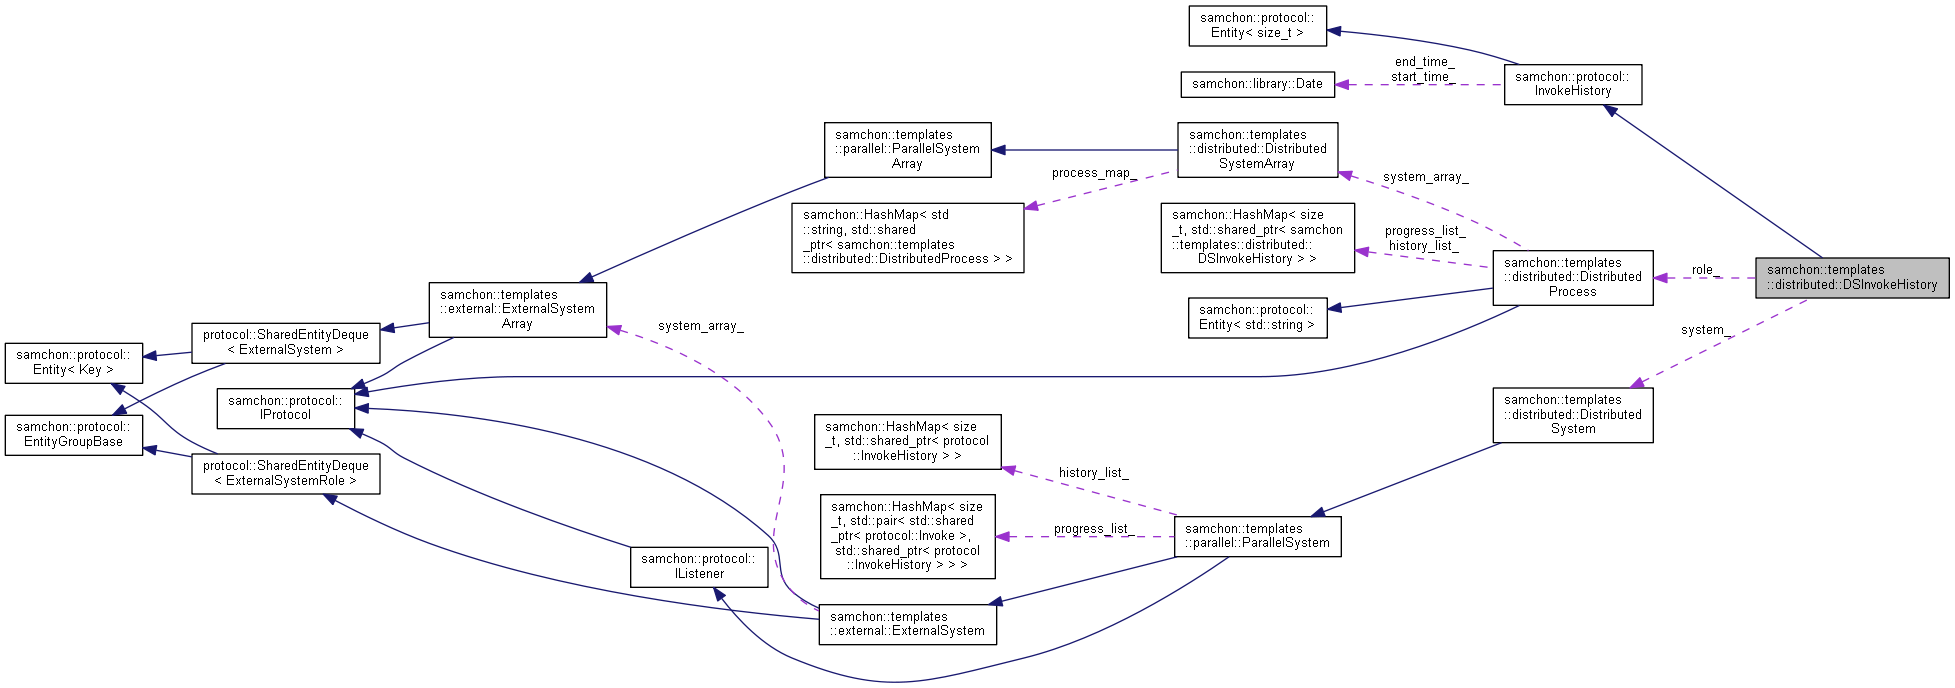 samchon::protocol::
Entity< size_t >
samchon::library::Date
end_time_
start_time_
samchon::protocol::
InvokeHistory
samchon::templates
::parallel::ParallelSystem
Array
samchon::templates
::distributed::Distributed
SystemArray
process_map_
system_array_
samchon::HashMap< std
::string, std::shared
_ptr< samchon::templates
::distributed::DistributedProcess > >
samchon::HashMap< size
_t, std::shared_ptr< samchon
::templates::distributed::
DSInvokeHistory > >
progress_list_
history_list_
samchon::templates
::distributed::Distributed
Process
role_
samchon::templates
::distributed::DSInvokeHistory
samchon::protocol::
Entity< std::string >
system_
samchon::templates
::external::ExternalSystem
Array
system_array_
protocol::SharedEntityDeque
< ExternalSystem >
samchon::protocol::
Entity< Key >
samchon::protocol::
IProtocol
samchon::protocol::
EntityGroupBase
protocol::SharedEntityDeque
< ExternalSystemRole >
samchon::templates
::distributed::Distributed
System
samchon::HashMap< size
_t, std::shared_ptr< protocol
::InvokeHistory > >
history_list_
samchon::HashMap< size
_t, std::pair< std::shared
_ptr< protocol::Invoke >,
std::shared_ptr< protocol
::InvokeHistory > > >
progress_list_
samchon::templates
::parallel::ParallelSystem
samchon::protocol::
IListener
samchon::templates
::external::ExternalSystem